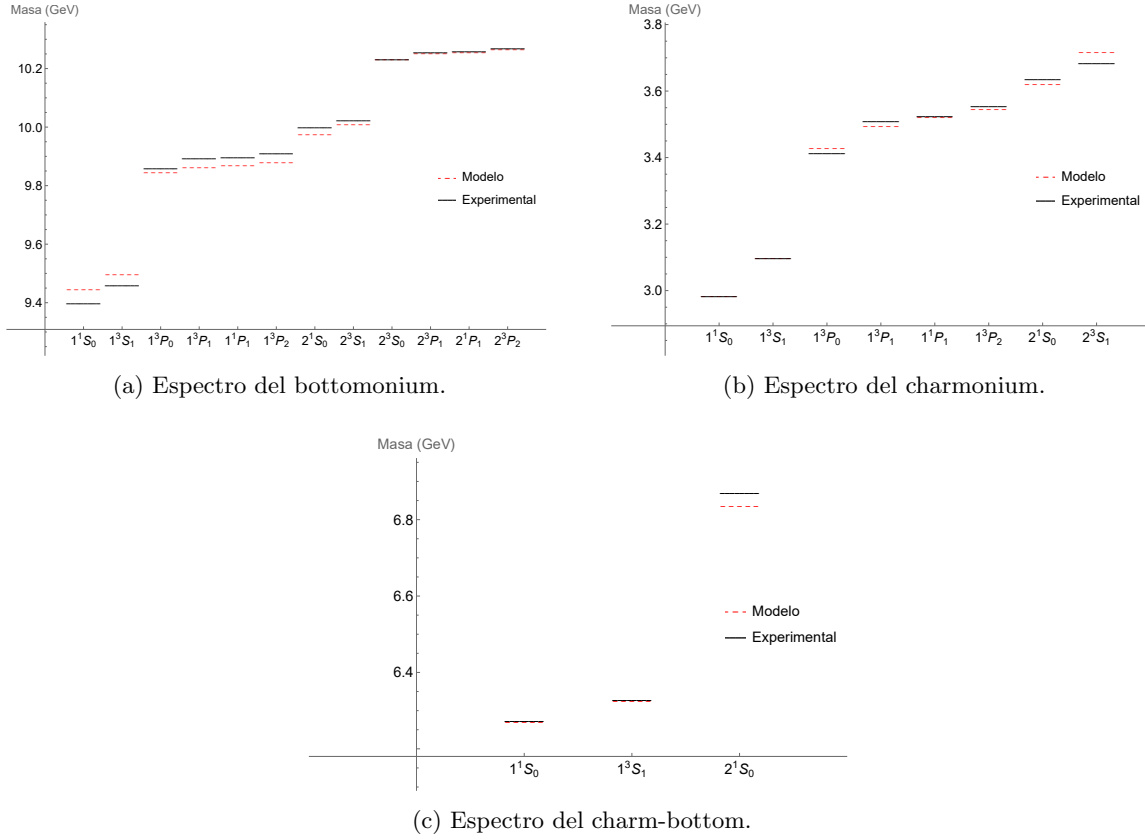 Masa (GeV)
10.2
10.0
9.8
9.6
9.4
Modelo
Experimental
1¹S₀ 1³S₁ 1³P₀ 1³P₁ 1¹P₁ 1³P₂ 2¹S₀ 2³S₁ 2³S₀ 2³P₁ 2¹P₁ 2³P₂
(a) Espectro del bottomonium.
Masa (GeV)
3.8
3.6
3.4
3.2
3.0
Modelo
Experimental
1¹S₀ 1³S₁ 1³P₀ 1³P₁ 1¹P₁ 1³P₂ 2¹S₀ 2³S₁
(b) Espectro del charmonium.
Masa (GeV)
6.8
6.6
6.4
Modelo
Experimental
1¹S₀ 1³S₁ 2¹S₀
(c) Espectro del charm-bottom.